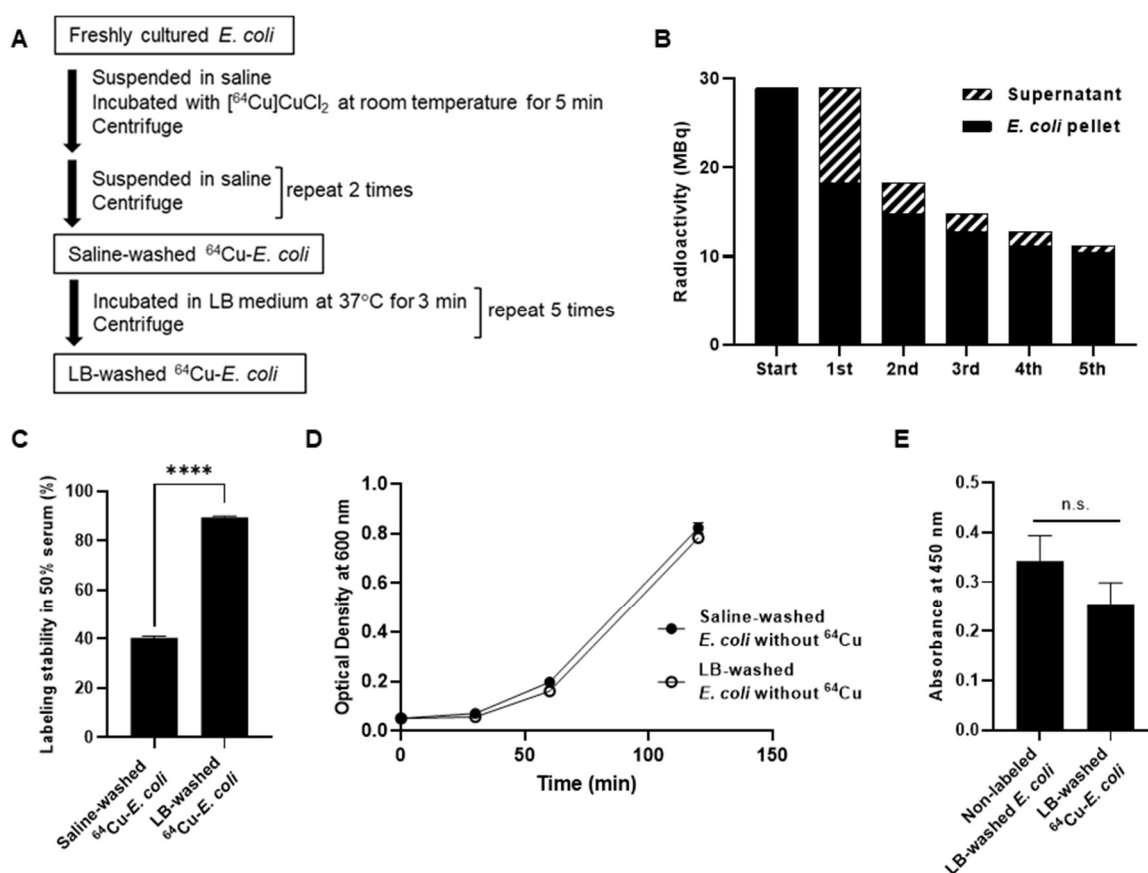 A
Freshly cultured E. coli
Suspended in saline
Incubated with [⁶⁴Cu]CuCl₂ at room temperature for 5 min
Centrifuge
Suspended in saline
Centrifuge
repeat 2 times
Saline-washed ⁶⁴Cu-E. coli
Incubated in LB medium at 37°C for 3 min
Centrifuge
repeat 5 times
LB-washed ⁶⁴Cu-E. coli
B
Radioactivity (MBq)
30
20
10
0
Start 1st 2nd 3rd 4th 5th
Supernatant
E. coli pellet
C
Labeling stability in 50% serum (%)
100
80
60
40
20
0
****
Saline-washed
⁶⁴Cu-E. coli
LB-washed
⁶⁴Cu-E. coli
D
Optical Density at 600 nm
1.0
0.8
0.6
0.4
0.2
0.0
0 50 100 150
Time (min)
Saline-washed
E. coli without ⁶⁴Cu
LB-washed
E. coli without ⁶⁴Cu
E
Absorbance at 450 nm
0.5
0.4
0.3
0.2
0.1
0.0
n.s.
Non-labeled
LB-washed E. coli
LB-washed
⁶⁴Cu-E. coli